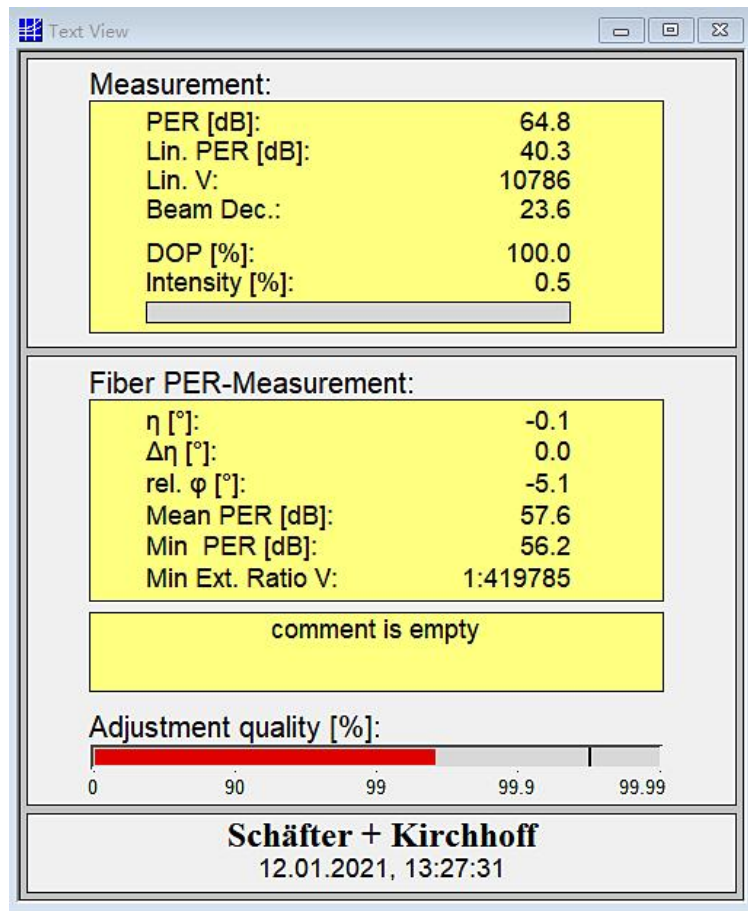 Text View
Measurement:
PER [dB]: 64.8
Lin. PER [dB]: 40.3
Lin. V: 10786
Beam Dec.: 23.6
DOP [%]: 100.0
Intensity [%]: 0.5
Fiber PER-Measurement:
η [°]: -0.1
Δη [°]: 0.0
rel. φ [°]: -5.1
Mean PER [dB]: 57.6
Min PER [dB]: 56.2
Min Ext. Ratio V: 1:419785
comment is empty
Adjustment quality [%]:
0 90 99 99.9 99.99
Schäfter + Kirchhoff
12.01.2021, 13:27:31